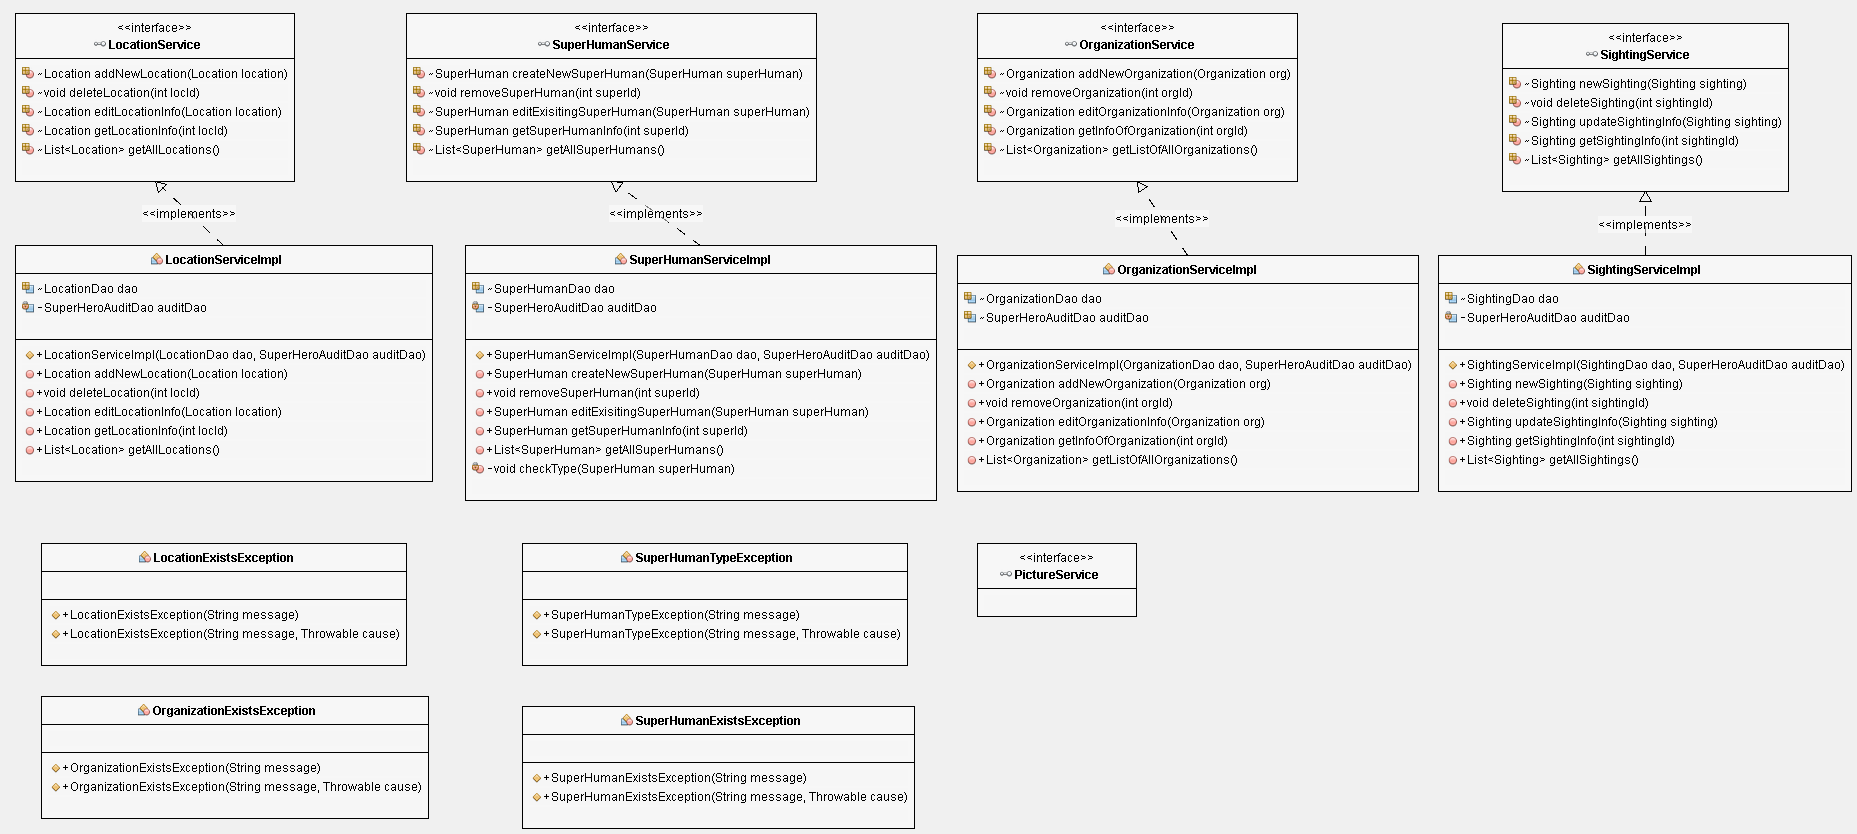 <<interface>>
LocationService
~Location addNewLocation(Location location)
~void deleteLocation(int locId)
~Location editLocationInfo(Location location)
~Location getLocationInfo(int locId)
~List<Location> getAllLocations()
<<interface>>
SuperHumanService
~SuperHuman createNewSuperHuman(SuperHuman superHuman)
~void removeSuperHuman(int superId)
~SuperHuman editExisitingSuperHuman(SuperHuman superHuman)
~SuperHuman getSuperHumanInfo(int superId)
~List<SuperHuman> getAllSuperHumans()
<<interface>>
OrganizationService
~Organization addNewOrganization(Organization org)
~void removeOrganization(int orgId)
~Organization editOrganizationInfo(Organization org)
~Organization getInfoOfOrganization(int orgId)
~List<Organization> getListOfAllOrganizations()
<<interface>>
SightingService
~Sighting newSighting(Sighting sighting)
~void deleteSighting(int sightingId)
~Sighting updateSightingInfo(Sighting sighting)
~Sighting getSightingInfo(int sightingId)
~List<Sighting> getAllSightings()
<<implements>>
<<implements>>
<<implements>>
<<implements>>
LocationServiceImpl
~LocationDao dao
-SuperHeroAuditDao auditDao
+LocationServiceImpl(LocationDao dao, SuperHeroAuditDao auditDao)
+Location addNewLocation(Location location)
+void deleteLocation(int locId)
+Location editLocationInfo(Location location)
+Location getLocationInfo(int locId)
+List<Location> getAllLocations()
SuperHumanServiceImpl
~SuperHumanDao dao
-SuperHeroAuditDao auditDao
+SuperHumanServiceImpl(SuperHumanDao dao, SuperHeroAuditDao auditDao)
+SuperHuman createNewSuperHuman(SuperHuman superHuman)
+void removeSuperHuman(int superId)
+SuperHuman editExisitingSuperHuman(SuperHuman superHuman)
+SuperHuman getSuperHumanInfo(int superId)
+List<SuperHuman> getAllSuperHumans()
-void checkType(SuperHuman superHuman)
OrganizationServiceImpl
~OrganizationDao dao
~SuperHeroAuditDao auditDao
+OrganizationServiceImpl(OrganizationDao dao, SuperHeroAuditDao auditDao)
+Organization addNewOrganization(Organization org)
+void removeOrganization(int orgId)
+Organization editOrganizationInfo(Organization org)
+Organization getInfoOfOrganization(int orgId)
+List<Organization> getListOfAllOrganizations()
SightingServiceImpl
~SightingDao dao
-SuperHeroAuditDao auditDao
+SightingServiceImpl(SightingDao dao, SuperHeroAuditDao auditDao)
+Sighting newSighting(Sighting sighting)
+void deleteSighting(int sightingId)
+Sighting updateSightingInfo(Sighting sighting)
+Sighting getSightingInfo(int sightingId)
+List<Sighting> getAllSightings()
LocationExistsException
+LocationExistsException(String message)
+LocationExistsException(String message, Throwable cause)
SuperHumanTypeException
+SuperHumanTypeException(String message)
+SuperHumanTypeException(String message, Throwable cause)
<<interface>>
PictureService
OrganizationExistsException
+OrganizationExistsException(String message)
+OrganizationExistsException(String message, Throwable cause)
SuperHumanExistsException
+SuperHumanExistsException(String message)
+SuperHumanExistsException(String message, Throwable cause)